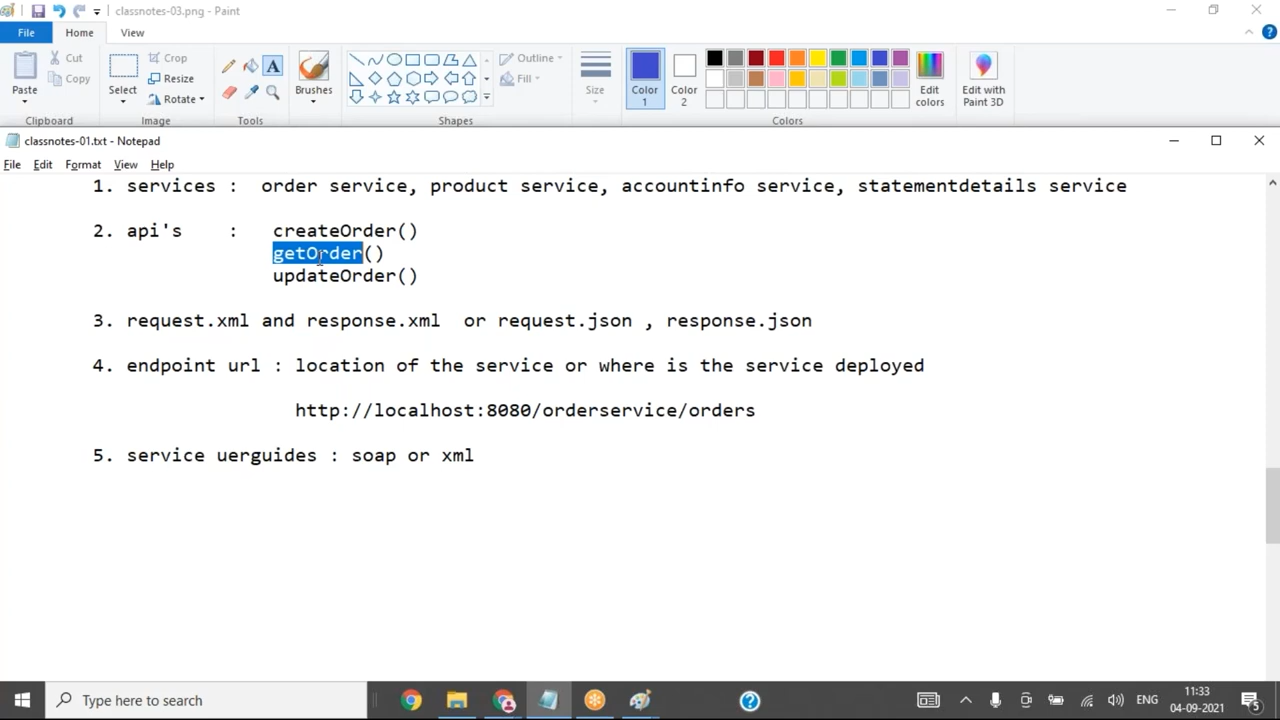 classnotes-03.png - Paint
File Home View
Paste Cut Copy Clipboard
Select Crop Resize Rotate Image
Tools
Brushes
Outline Fill Shapes
Size
Color 1 Color 2 Edit colors Colors
Edit with Paint 3D
classnotes-01.txt - Notepad
File Edit Format View Help
1. services : order service, product service, accountinfo service, statementdetails service
2. api's : createOrder()
getOrder()
updateOrder()
3. request.xml and response.xml or request.json , response.json
4. endpoint url : location of the service or where is the service deployed
http://localhost:8080/orderservice/orders
5. service uerguides : soap or xml
Type here to search
ENG
11:33
04-09-2021
5